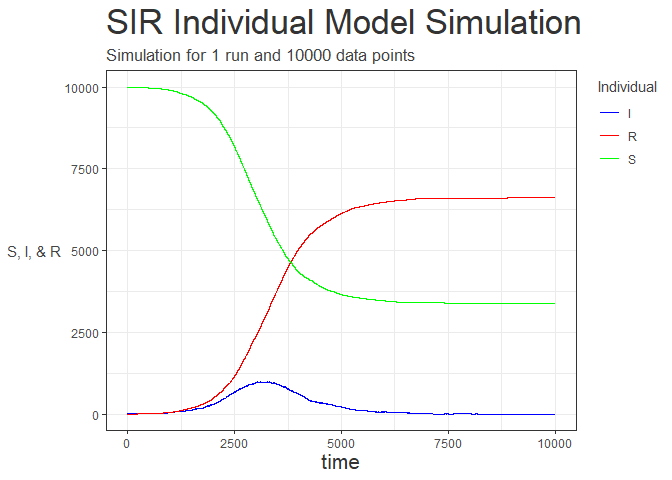 SIR Individual Model Simulation
Simulation for 1 run and 10000 data points
10000
7500
5000
2500
0
S, I, & R
0
2500
5000
7500
10000
time
Individual
I
R
S